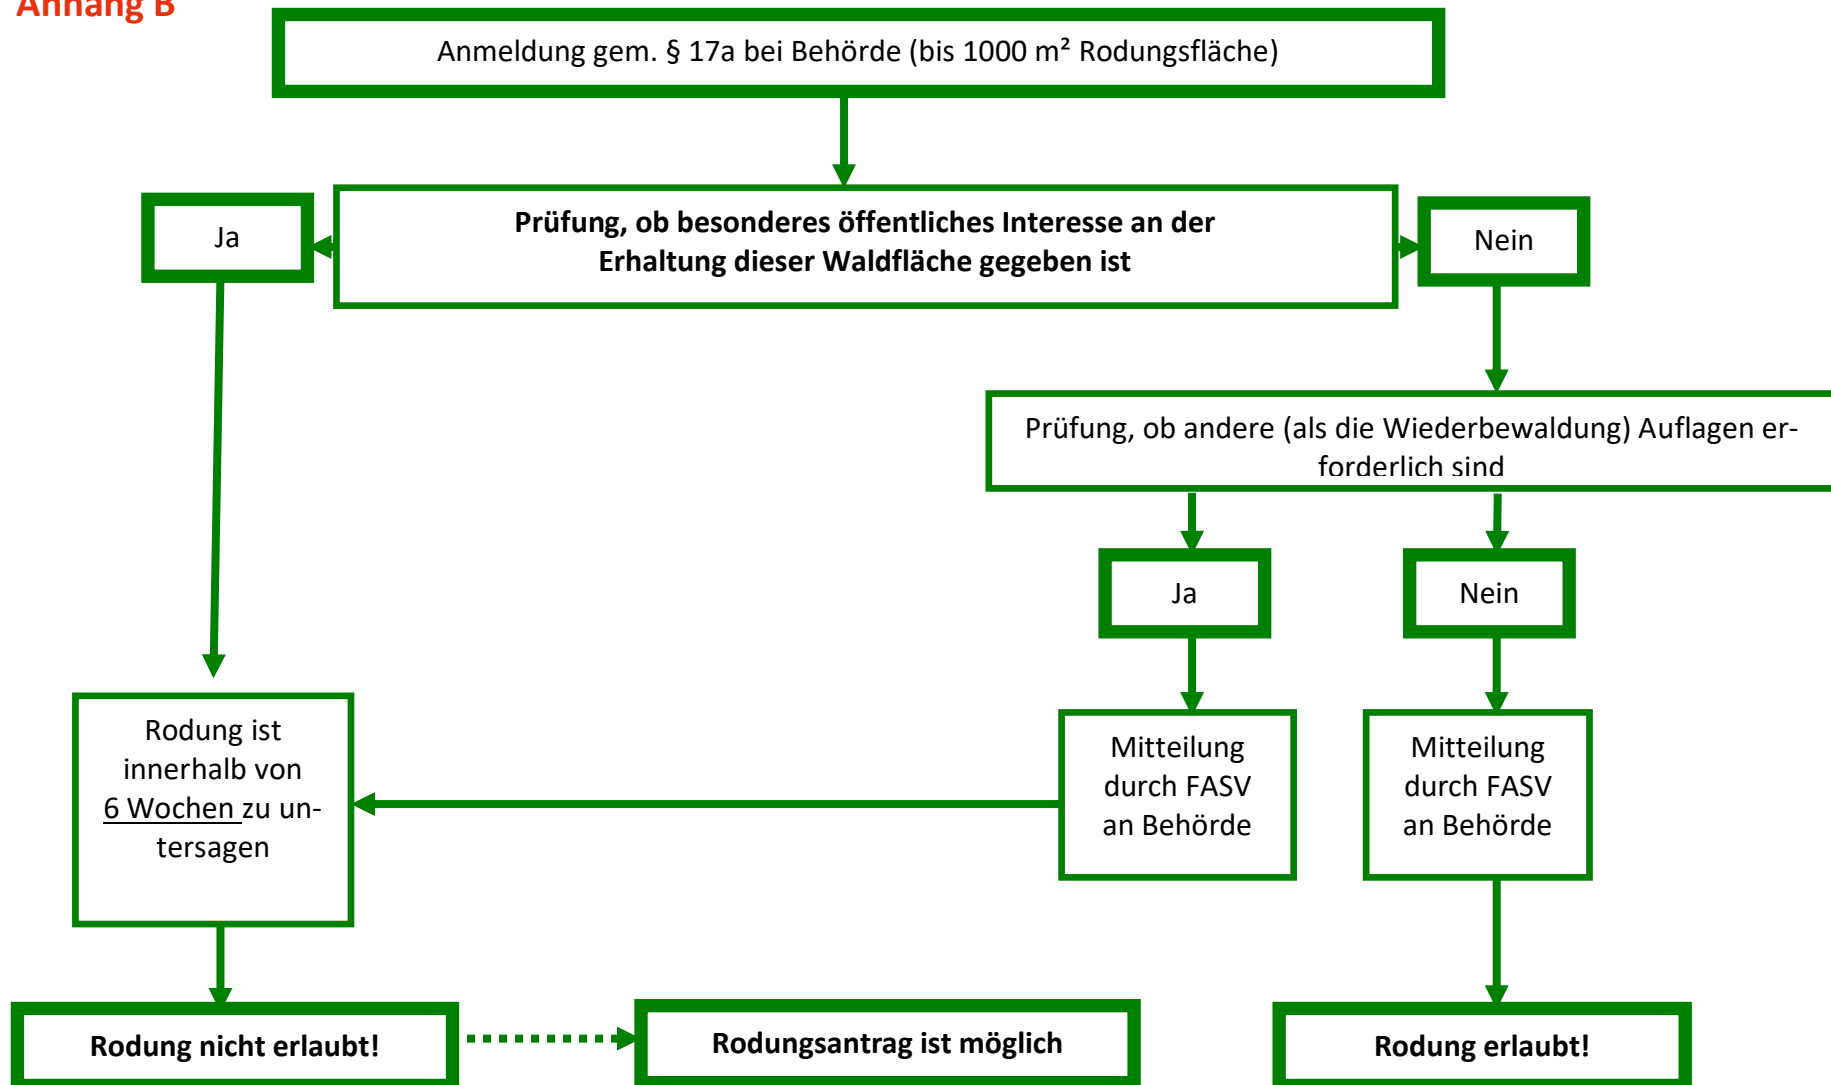 Anhang B
Anmeldung gem. § 17a bei Behörde (bis 1000 m² Rodungsfläche)
Ja
Prüfung, ob besonderes öffentliches Interesse an der
Erhaltung dieser Waldfläche gegeben ist
Nein
Prüfung, ob andere (als die Wiederbewaldung) Auflagen er-
forderlich sind
Ja
Nein
Rodung ist
innerhalb von
6 Wochen zu un-
tersagen
Mitteilung
durch FASV
an Behörde
Mitteilung
durch FASV
an Behörde
Rodung nicht erlaubt!
Rodungsantrag ist möglich
Rodung erlaubt!